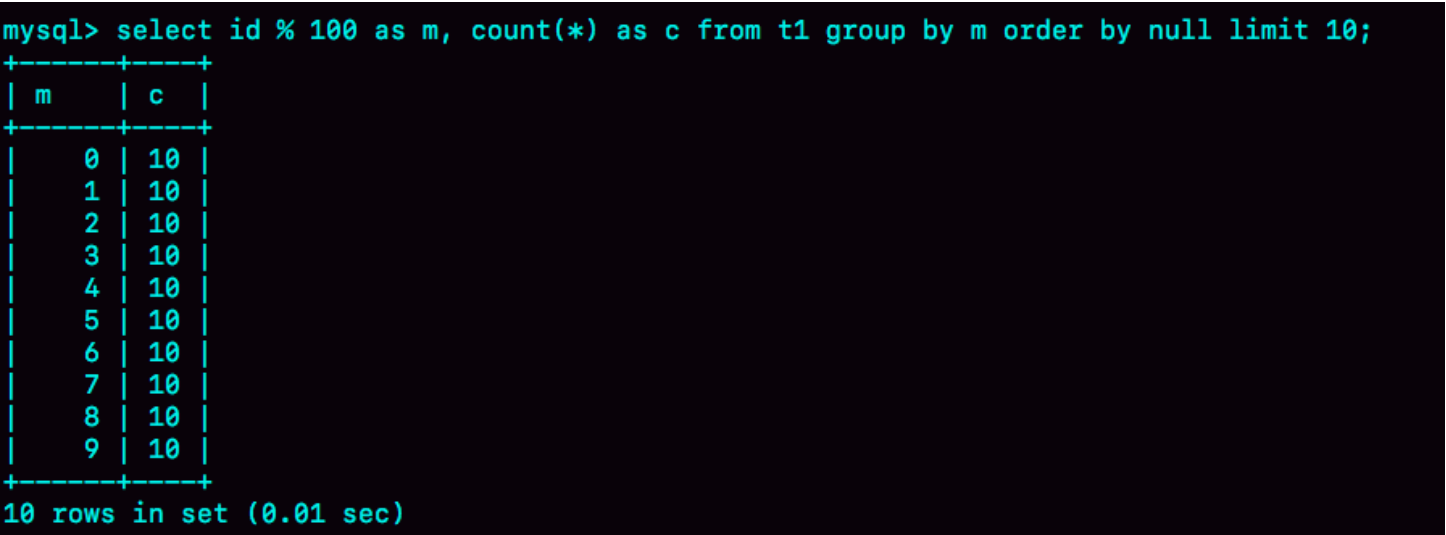 mysql> select id % 100 as m, count(*) as c from t1 group by m order by null limit 10;
+------+----+
| m    | c  |
+------+----+
|    0 | 10 |
|    1 | 10 |
|    2 | 10 |
|    3 | 10 |
|    4 | 10 |
|    5 | 10 |
|    6 | 10 |
|    7 | 10 |
|    8 | 10 |
|    9 | 10 |
+------+----+
10 rows in set (0.01 sec)